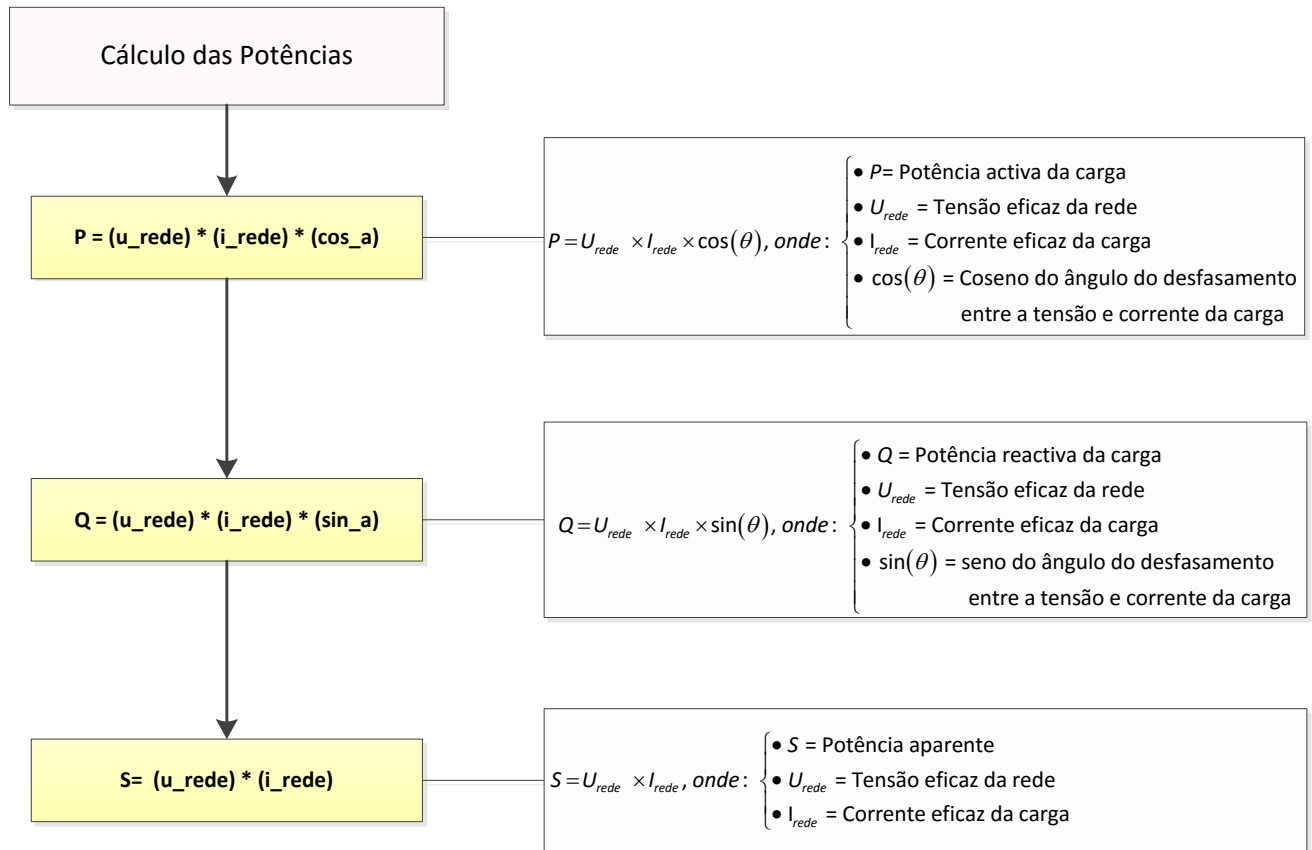 Cálculo das Potências
P = (u_rede) * (i_rede) * (cos_a)
P = U_rede × I_rede × cos(θ), onde:
• P= Potência activa da carga
• U_rede = Tensão eficaz da rede
• I_rede = Corrente eficaz da carga
• cos(θ) = Coseno do ângulo do desfasamento
entre a tensão e corrente da carga
Q = (u_rede) * (i_rede) * (sin_a)
Q = U_rede × I_rede × sin(θ), onde:
• Q = Potência reactiva da carga
• U_rede = Tensão eficaz da rede
• I_rede = Corrente eficaz da carga
• sin(θ) = seno do ângulo do desfasamento
entre a tensão e corrente da carga
S= (u_rede) * (i_rede)
S = U_rede × I_rede, onde:
• S = Potência aparente
• U_rede = Tensão eficaz da rede
• I_rede = Corrente eficaz da carga